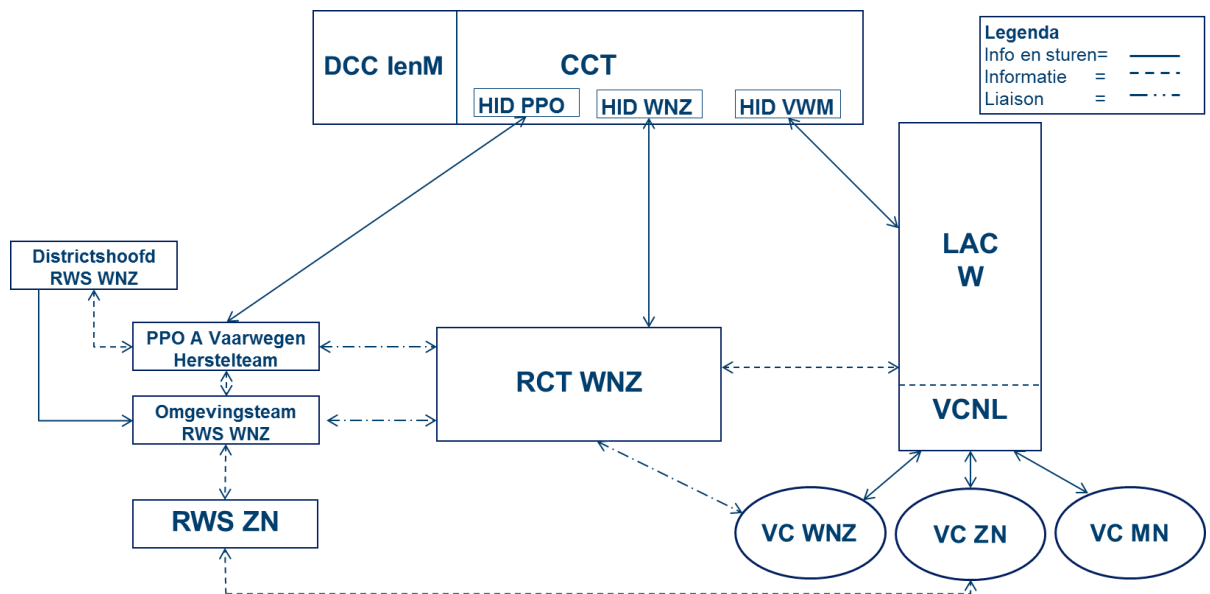 DCC IenM
CCT
HID PPO
HID WNZ
HID VWM
Legenda
Info en sturen=
Informatie =
Liaison =
LAC
W
VCNL
Districtshoofd
RWS WNZ
PPO A Vaarwegen
Herstelteam
Omgevingsteam
RWS WNZ
RCT WNZ
RWS ZN
VC WNZ
VC ZN
VC MN